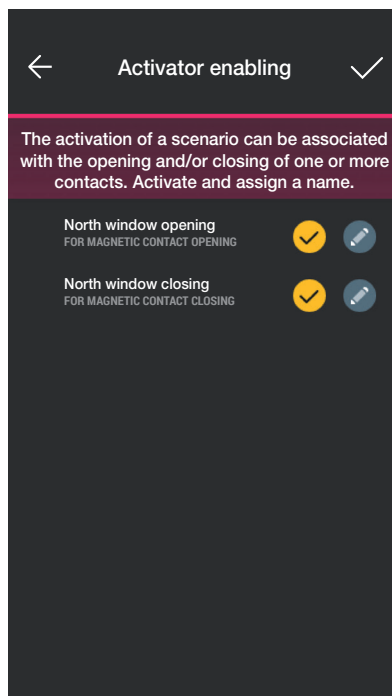 Activator enabling
The activation of a scenario can be associated
with the opening and/or closing of one or more
contacts. Activate and assign a name.
North window opening
FOR MAGNETIC CONTACT OPENING
North window closing
FOR MAGNETIC CONTACT CLOSING